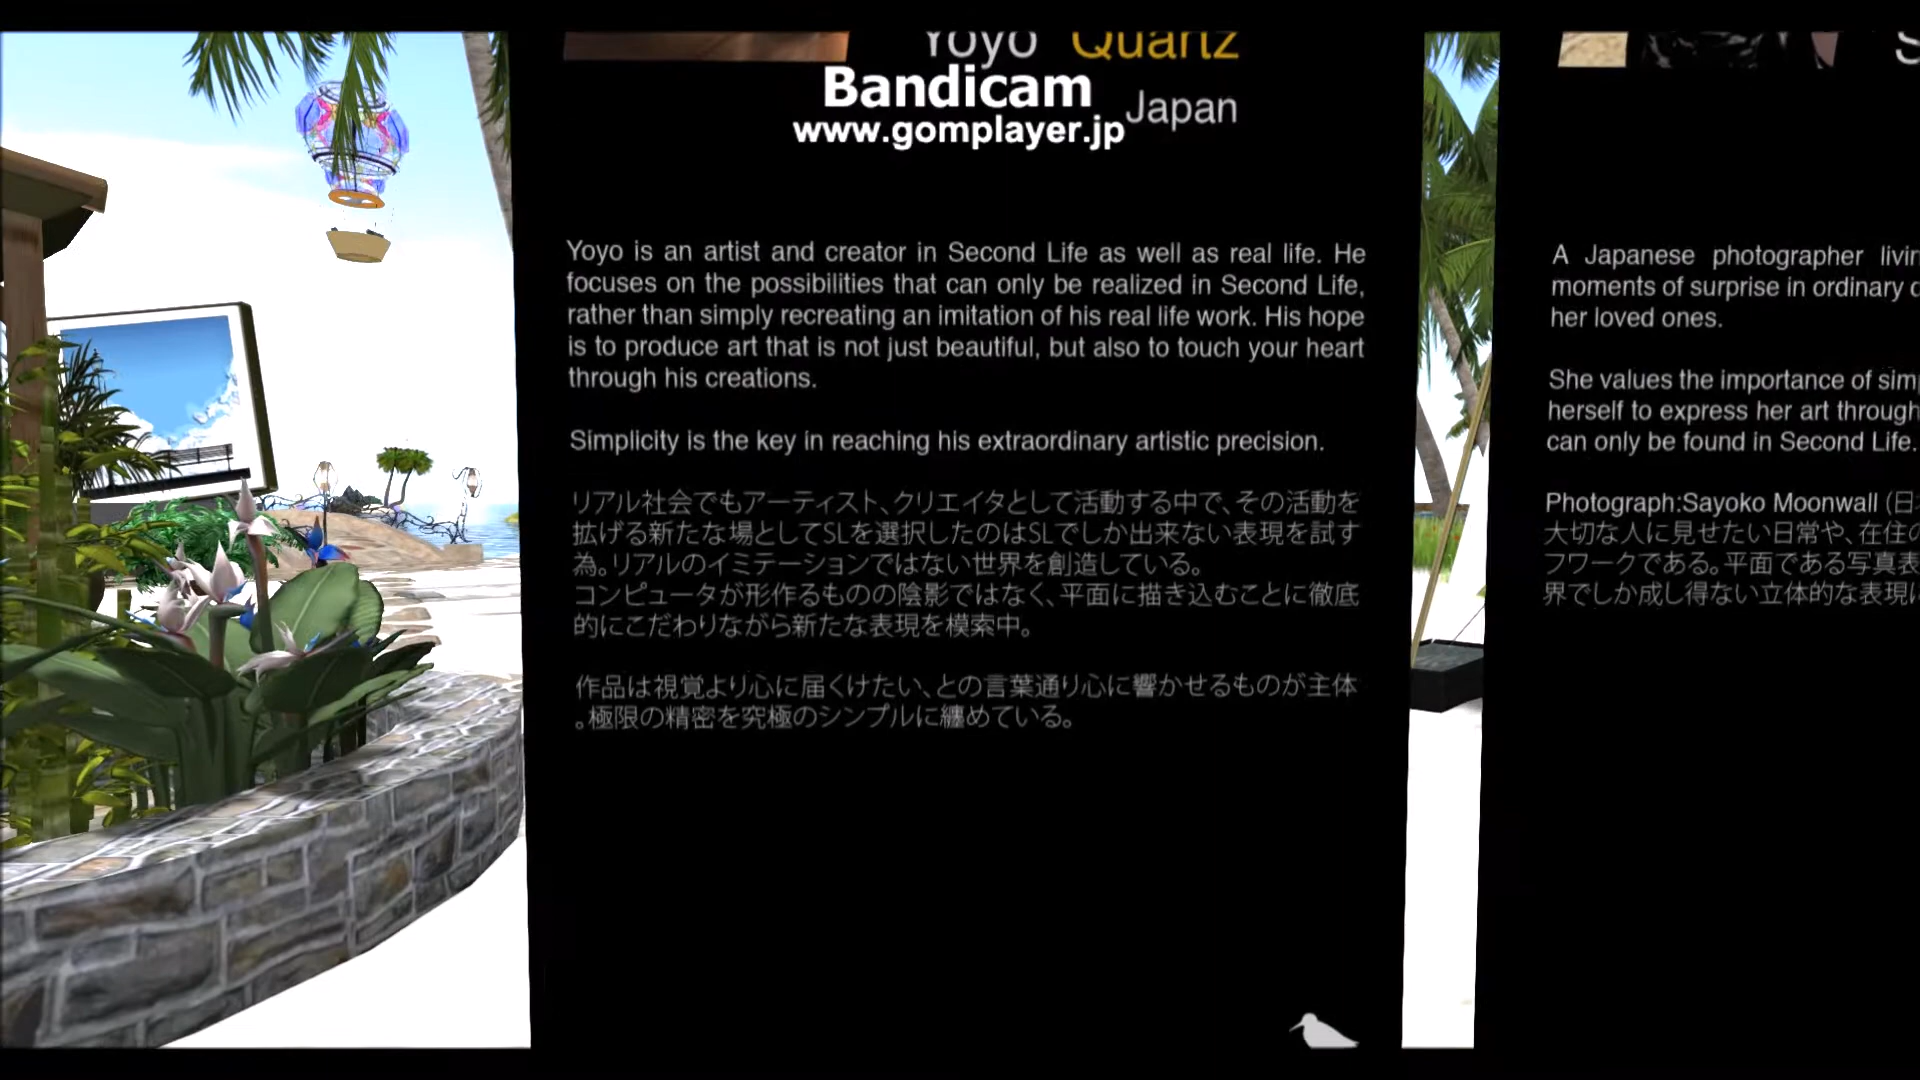 Yoyo Quartz
Bandicam
Japan
www.gomplayer.jp
Yoyo is an artist and creator in Second Life as well as real life. He
focuses on the possibilities that can only be realized in Second Life,
rather than simply recreating an imitation of his real life work. His hope
is to produce art that is not just beautiful, but also to touch your heart
through his creations.
Simplicity is the key in reaching his extraordinary artistic precision.
リアル社会でもアーティスト、クリエイタとして活動する中で、その活動を
拡げる新たな場としてSLを選択したのはSLでしか出来ない表現を試す
為。リアルのイミテーションではない世界を創造している。
コンピュータが形作るものの陰影ではなく、平面に描き込むことに徹底
的にこだわりながら新たな表現を模索中。
作品は視覚より心に届くけたい、との言葉通り心に響かせるものが主体
。極限の精密を究極のシンプルに纏めている。
A Japanese photographer
moments of surprise in ordinary
her loved ones.
She values the importance of
herself to express her art through
can only be found in Second Life.
Photograph:Sayoko Moonwall
大切な人に見せたい日常や、在住の
フワークである。平面である写真表
界でしか成し得ない立体的な表現に